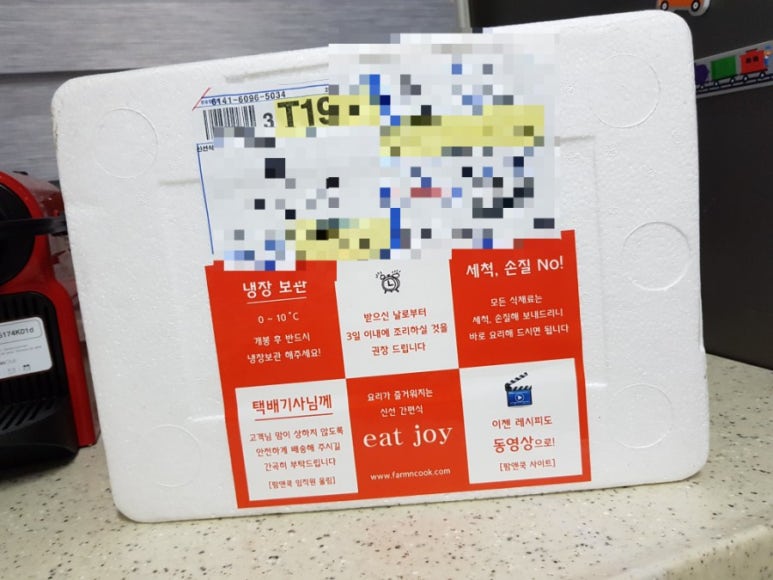 6141-6096-5034
3 T19
신선식
냉장 보관
0 ~ 10˚C
개봉 후 반드시
냉장보관 해주세요!
받으신 날로부터
3일 이내에 조리하실 것을
권장 드립니다
세척, 손질 No!
모든 식재료는
세척, 손질해 보내드리니
바로 요리해 드시면 됩니다
택배기사님께
고객님 맘이 상하지 않도록
안전하게 배송해 주시길
간곡히 부탁드립니다
[팜앤쿡 임직원 올림]
요리가 즐거워지는
신선 간편식
eat joy
www.farmncook.com
이젠 레시피도
동영상으로!
[팜앤쿡 사이트]